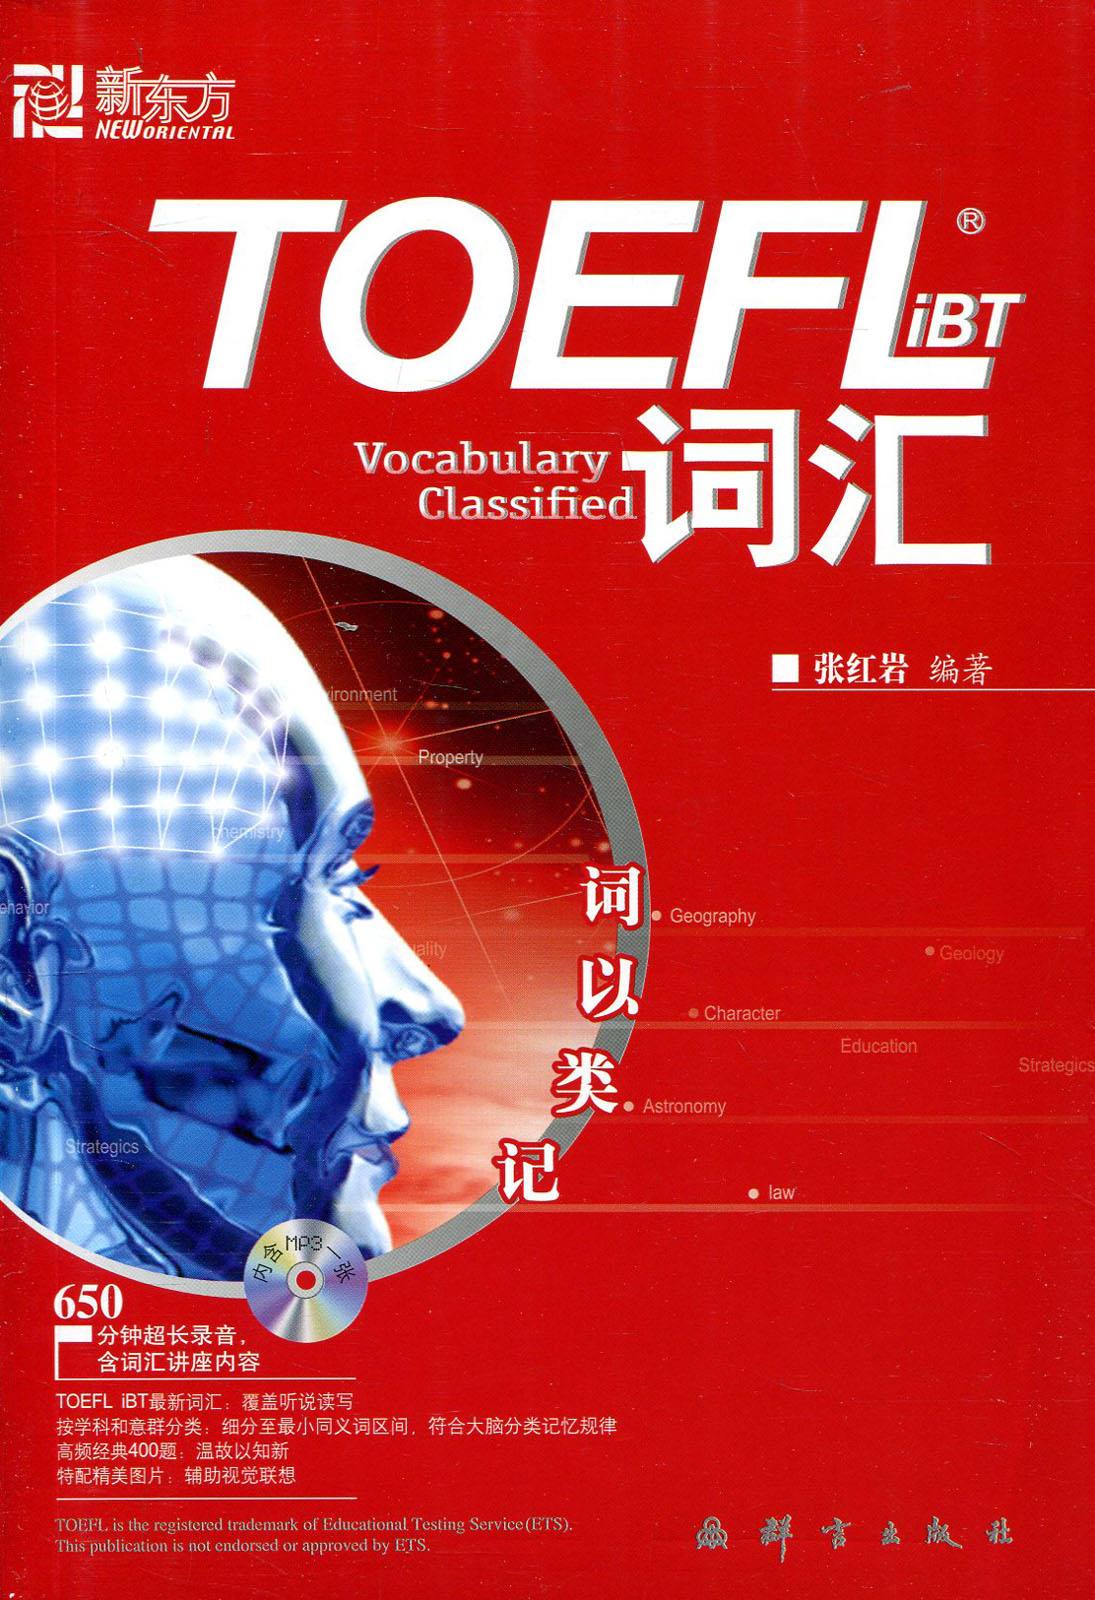 新东方
NEWORIENTAL
TOEFL®
iBT
Vocabulary
Classified
词汇
张红岩 编著
Property
chemistry
词以类记
Geography
Geology
Character
Education
Strategics
Astronomy
Strategics
law
内含MP3一张
650
分钟超长录音，
含词汇讲座内容
TOEFL iBT最新词汇：覆盖听说读写
按学科和意群分类：细分至最小同义词区间，符合大脑分类记忆规律
高频经典400题：温故以知新
特配精美图片：辅助视觉联想
TOEFL is the registered trademark of Educational Testing Service (ETS).
This publication is not endorsed or approved by ETS.
群言出版社